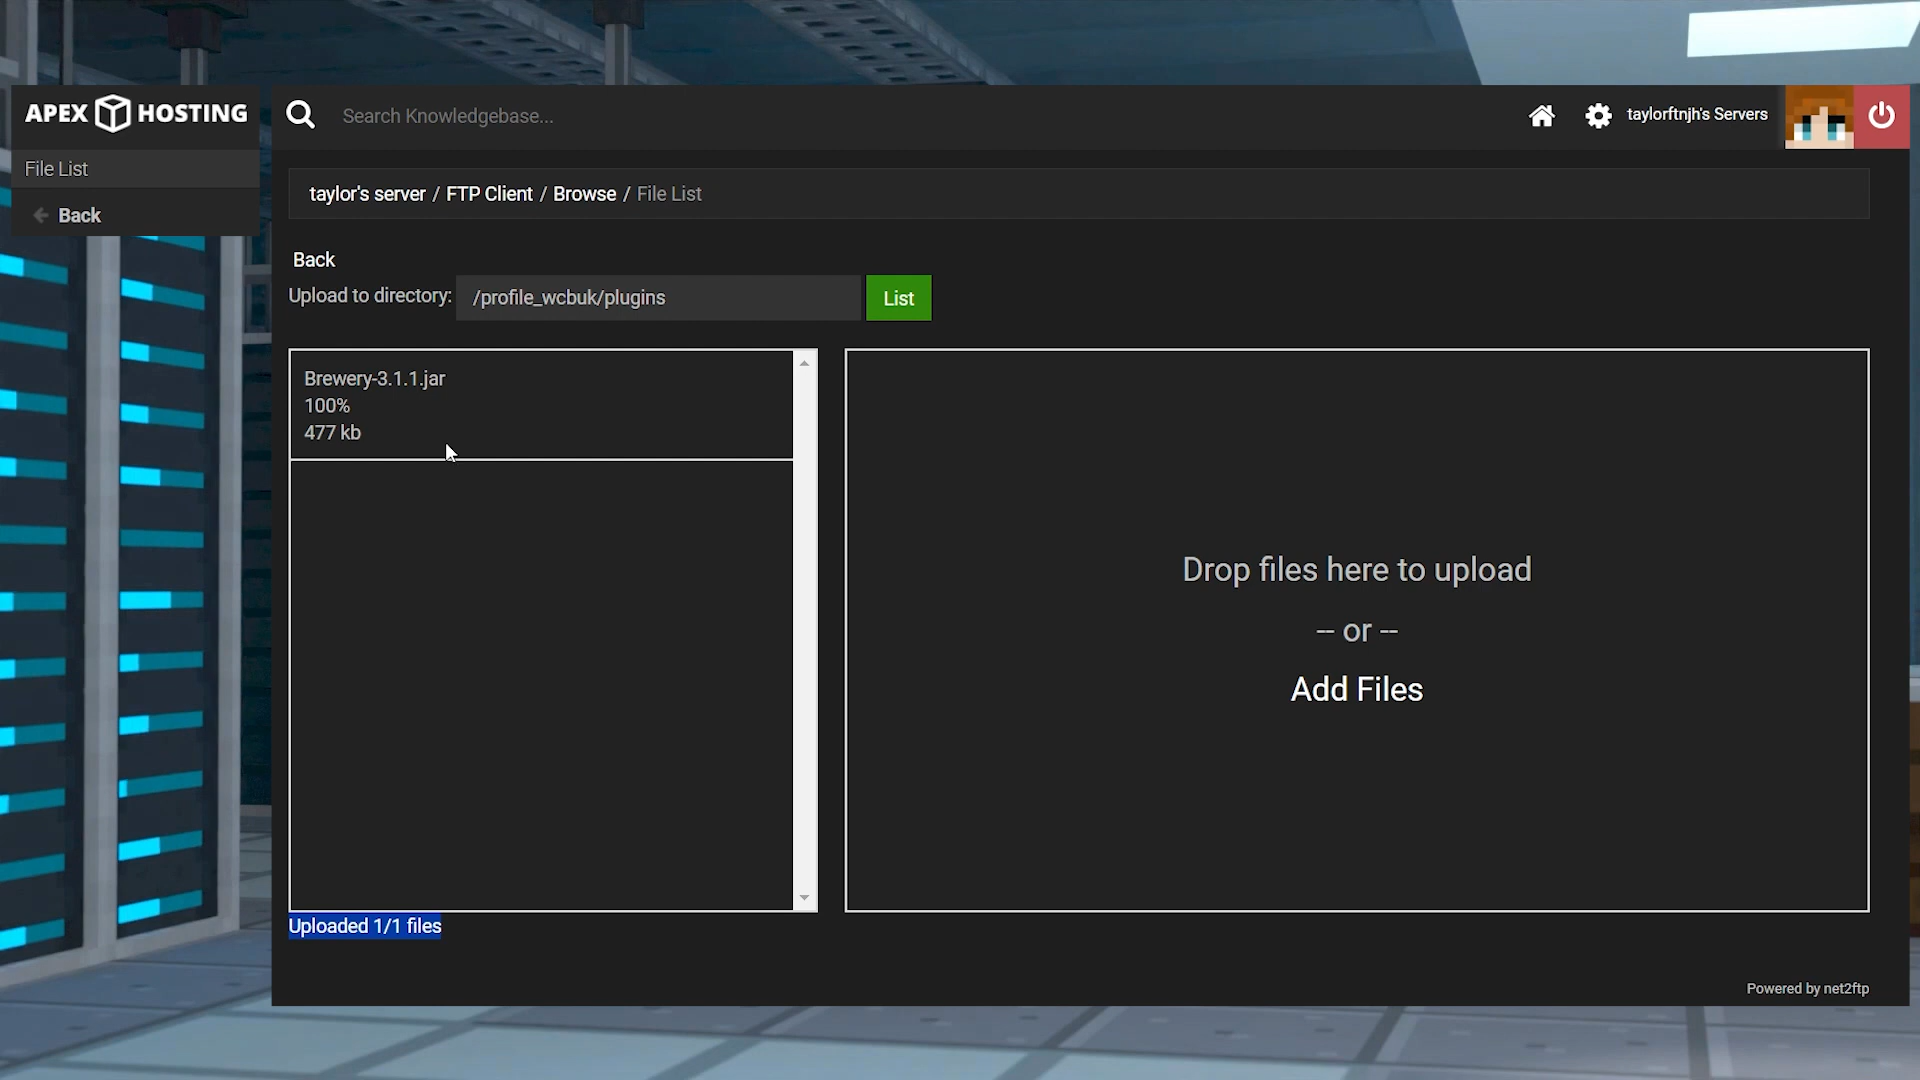 APEX HOSTING
Search Knowledgebase...
taylorftnjh's Servers
File List
Back
taylor's server / FTP Client / Browse / File List
Back
Upload to directory: /profile_wcbuk/plugins List
Brewery-3.1.1.jar
100%
477 kb
Drop files here to upload
-- or --
Add Files
Uploaded 1/1 files
Powered by net2ftp